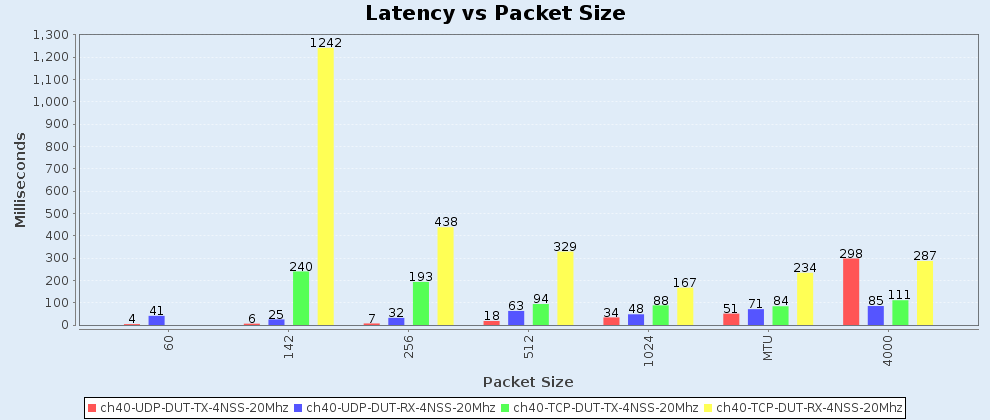 Latency vs Packet Size
Milliseconds
1,300
1,200
1,100
1,000
900
800
700
600
500
400
300
200
100
0
4 41
6 25 240 1242
7 32 193 438
18 63 94 329
34 48 88 167
51 71 84 234
298 85 111 287
60 142 256 512 1024 MTU 4000
Packet Size
ch40-UDP-DUT-TX-4NSS-20Mhz ch40-UDP-DUT-RX-4NSS-20Mhz ch40-TCP-DUT-TX-4NSS-20Mhz ch40-TCP-DUT-RX-4NSS-20Mhz